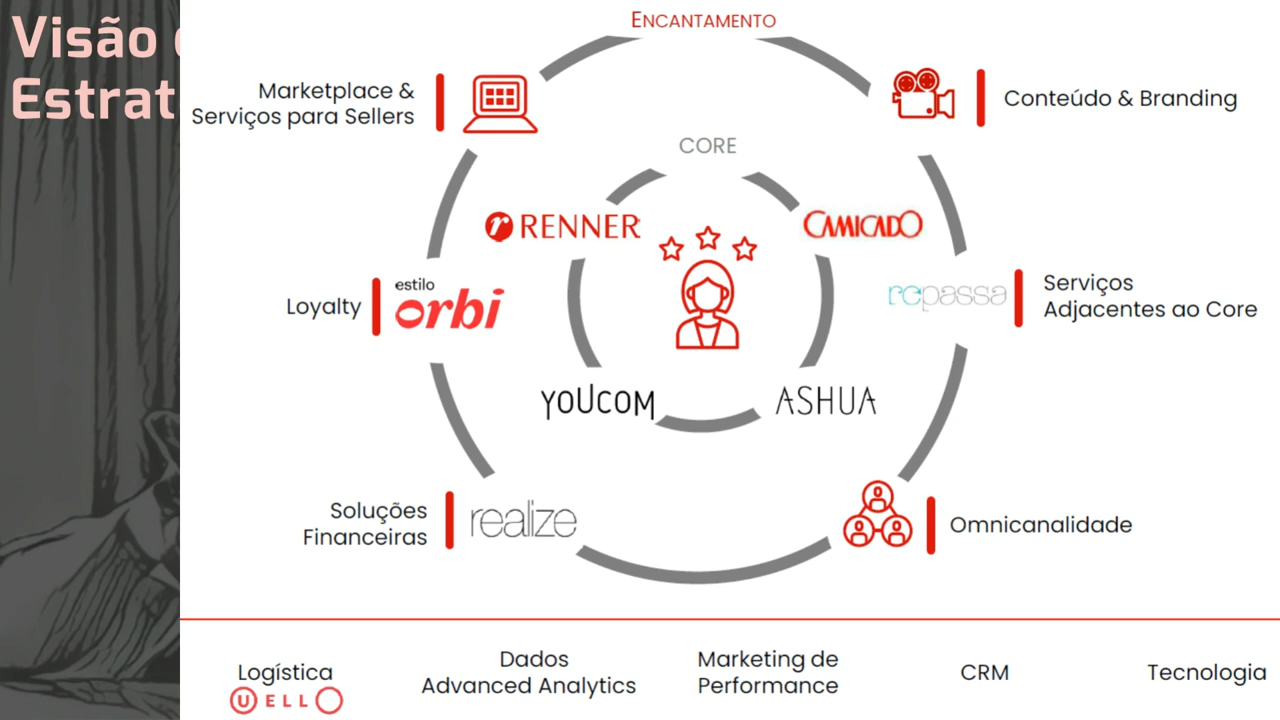 Visão
Estrat
ENCANTAMENTO
Marketplace &
Serviços para Sellers
Conteúdo & Branding
CORE
RENNER
CAMICADO
Loyalty
estilo
orbi
repassa
Serviços
Adjacentes ao Core
YOUCOM
ASHUA
Soluções
Financeiras
realize
Omnicanalidade
Logística
UELLO
Dados
Advanced Analytics
Marketing de
Performance
CRM
Tecnologia